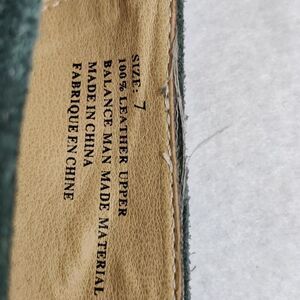 SIZE: 7
100% LEATHER UPPER
BALANCE MAN MADE MATERIAL
MADE IN CHINA
FABRIQUE EN CHINE